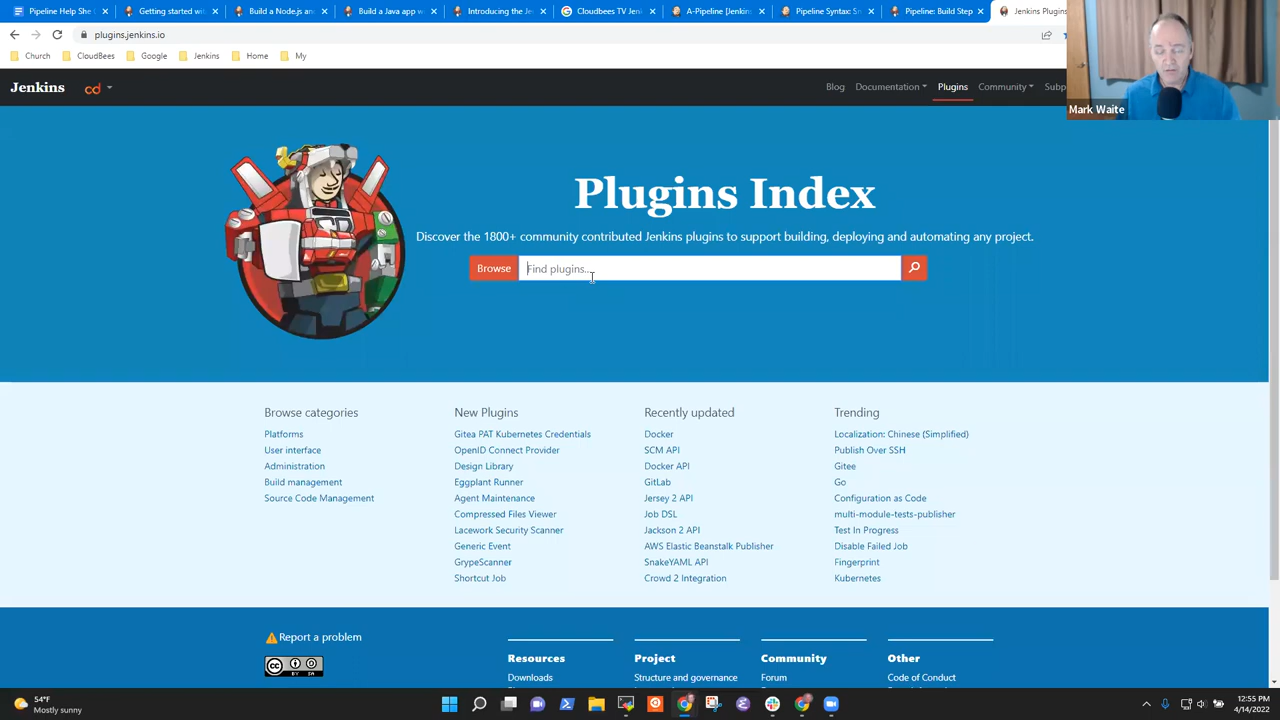 Pipeline Help She
Getting started wit
Build a Node.js and
Build a Java app w
Introducing the Je
Cloudbees TV Jen
A-Pipeline [Jenkin
Pipeline Syntax: Sn
Pipeline: Build Step
Jenkins Plugins
plugins.jenkins.io
Church
CloudBees
Google
Jenkins
Home
My
Mark Waite
Jenkins
cd
Blog
Documentation
Plugins
Community
Subp
Plugins Index
Discover the 1800+ community contributed Jenkins plugins to support building, deploying and automating any project.
Browse
Find plugins...
Browse categories
Platforms
User interface
Administration
Build management
Source Code Management
New Plugins
Gitea PAT Kubernetes Credentials
OpenID Connect Provider
Design Library
Eggplant Runner
Agent Maintenance
Compressed Files Viewer
Lacework Security Scanner
Generic Event
GrypeScanner
Shortcut Job
Recently updated
Docker
SCM API
Docker API
GitLab
Jersey 2 API
Job DSL
Jackson 2 API
AWS Elastic Beanstalk Publisher
SnakeYAML API
Crowd 2 Integration
Trending
Localization: Chinese (Simplified)
Publish Over SSH
Gitee
Go
Configuration as Code
multi-module-tests-publisher
Test In Progress
Disable Failed Job
Fingerprint
Kubernetes
Report a problem
Resources
Downloads
Project
Structure and governance
Community
Forum
Other
Code of Conduct
54°F
Mostly sunny
12:55 PM
4/14/2022